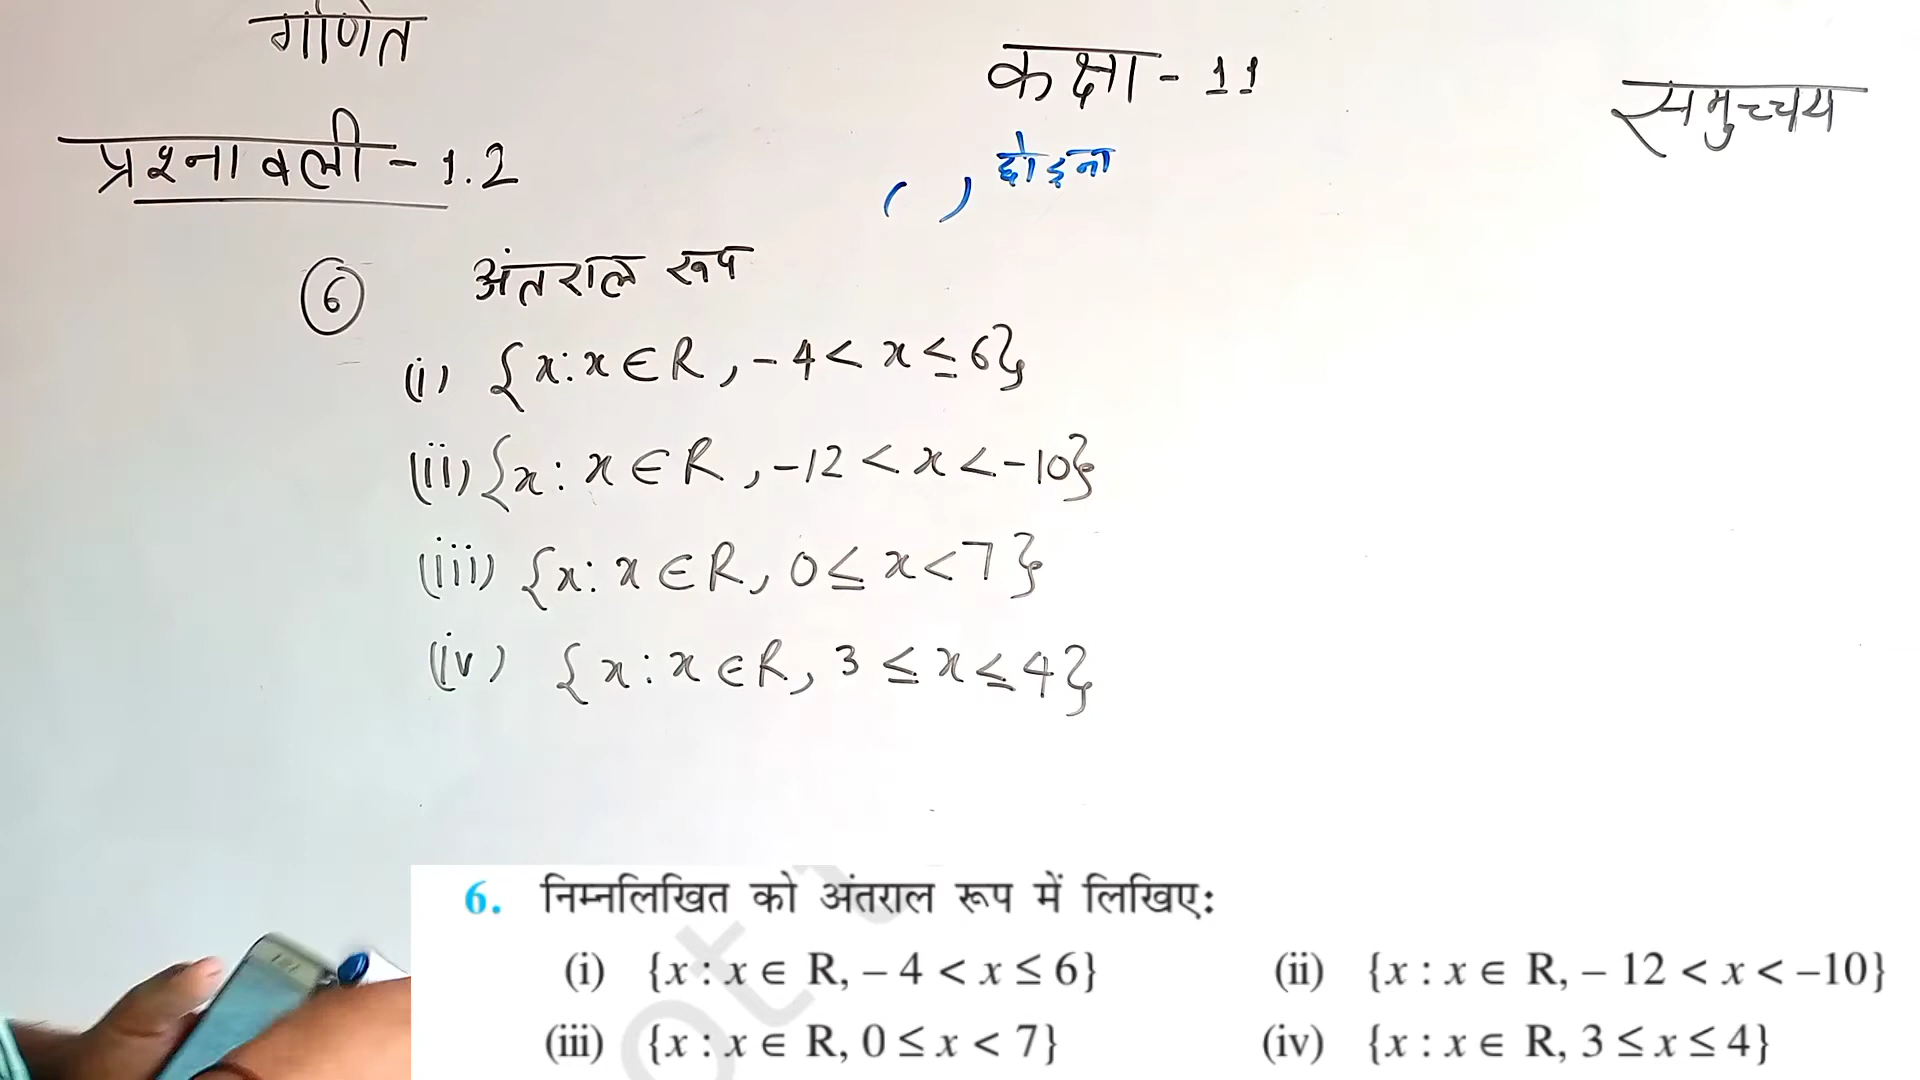 गणित
कक्षा - 11
समुच्चय
प्रश्नावली - 1.2
( ) छोड़ना
6 अंतराल रूप
(i) {x : x ∈ R, -4 < x ≤ 6}
(ii) {x : x ∈ R, -12 < x < -10}
(iii) {x : x ∈ R, 0 ≤ x < 7}
(iv) {x : x ∈ R, 3 ≤ x ≤ 4}
6. निम्नलिखित को अंतराल रूप में लिखिए:
(i) {x : x ∈ R, – 4 < x ≤ 6} (ii) {x : x ∈ R, – 12 < x < –10}
(iii) {x : x ∈ R, 0 ≤ x < 7} (iv) {x : x ∈ R, 3 ≤ x ≤ 4}